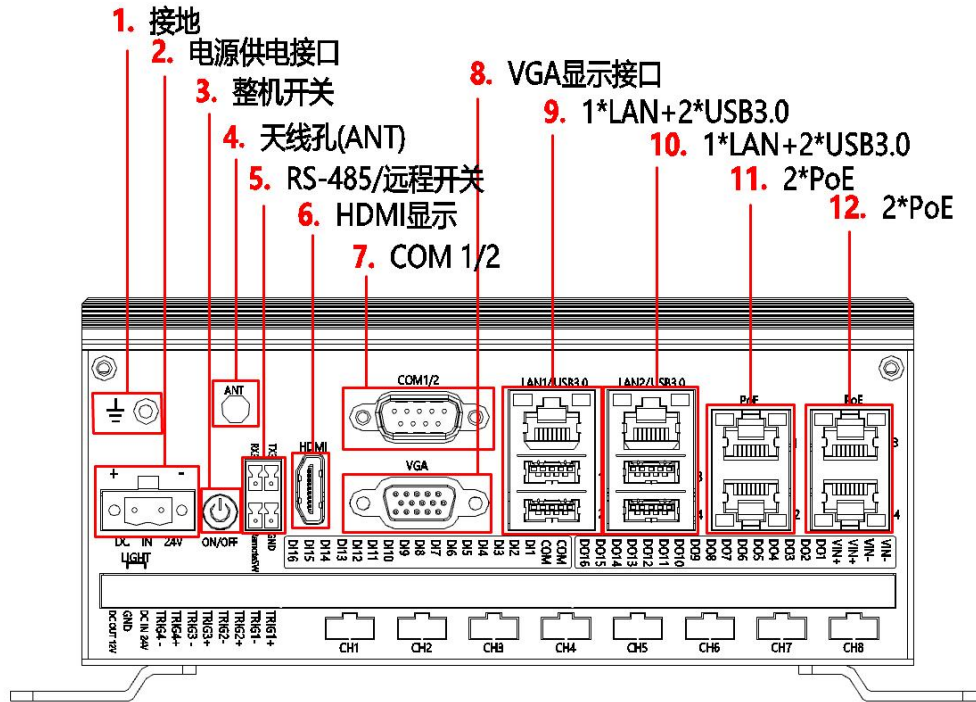 1. 接地
2. 电源供电接口
3. 整机开关
4. 天线孔(ANT)
5. RS-485/远程开关
6. HDMI显示
7. COM 1/2
8. VGA显示接口
9. 1*LAN+2*USB3.0
10. 1*LAN+2*USB3.0
11. 2*PoE
12. 2*PoE
ANT
COM1/2
LAN1/USB3.0
LAN2/USB3.0
PoE
PoE
HDMI
VGA
+ -
DC IN 24V
LIGHT
ON/OFF
GND
DI16 DI15 DI14 DI13 DI12 DI11 DI10 DI9 DI8 DI7 DI6 DI5 DI4 DI3 DI2 DI1 COM COM
DO16 DO15 DO14 DO13 DO12 DO11 DO10 DO9 DO8 DO7 DO6 DO5 DO4 DO3 DO2 DO1 VIN+ VIN+ VIN- VIN-
DC OUT 12V GND DC IN 24V TRIG4- TRIG4+ TRIG3- TRIG3+ TRIG2- TRIG2+ TRIG1- TRIG1+
CH1 CH2 CH3 CH4 CH5 CH6 CH7 CH8